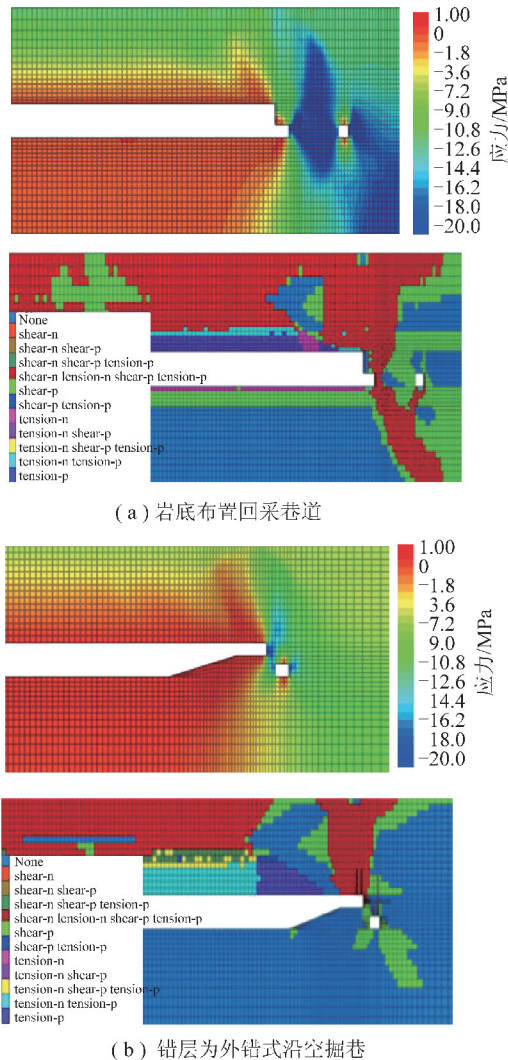 1.00
0
−1.8
−3.6
−7.2
−9.0
−10.8
−12.6
−14.4
−16.2
−18.0
−20.0
应力/MPa
None
shear-n
shear-n shear-p
shear-n shear-p tension-p
shear-n lension-n shear-p tension-p
shear-p
shear-p tension-p
tension-n
tension-n shear-p
tension-n shear-p tension-p
tension-n tension-p
tension-p
(a)岩底布置回采巷道
1.00
0
−1.8
3.6
7.2
9.0
10.8
12.6
14.4
−16.2
18.0
−20.0
应力/MPa
None
shear-n
shear-n shear-p
shear-n shear-p tension-p
shear-n lension-n shear-p tension-p
shear-p
shear-p tension-p
tension-n
tension-n shear-p
tension-n shear-p tension-p
tension-n tension-p
tension-p
(b)错层为外错式沿空掘巷